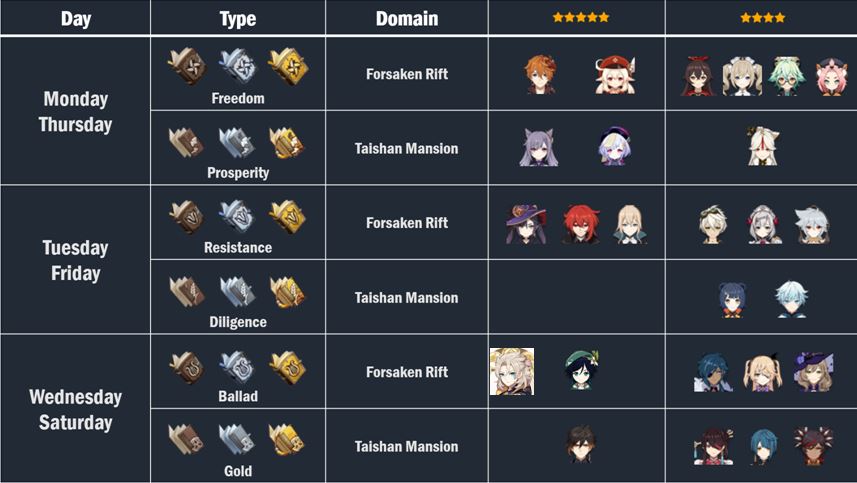 Day
Type
Domain
Monday
Thursday
Freedom
Forsaken Rift
Prosperity
Taishan Mansion
Tuesday
Friday
Resistance
Forsaken Rift
Diligence
Taishan Mansion
Wednesday
Saturday
Ballad
Forsaken Rift
Gold
Taishan Mansion